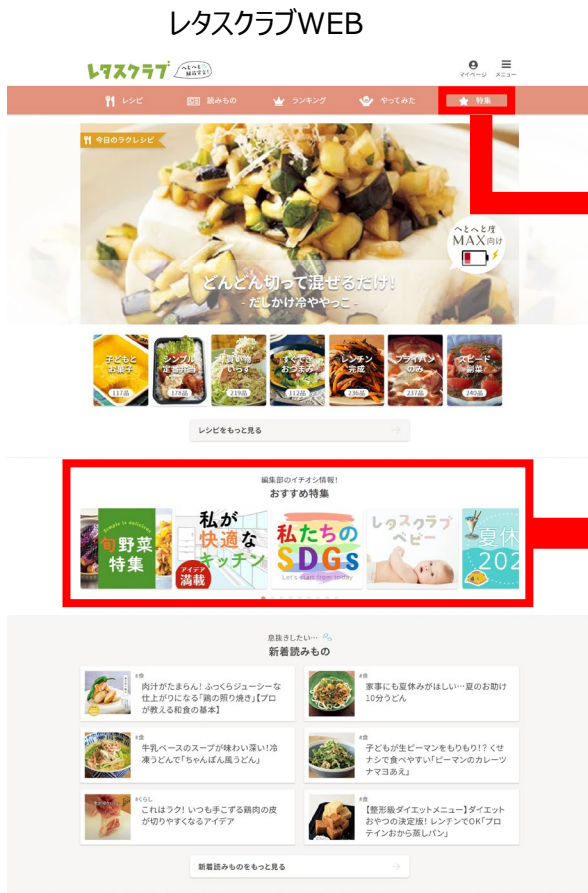 レタスクラブWEB
レタスクラブ
へとへと
解消する!
マイページ
メニュー
レシピ
読みもの
ランキング
やってみた
特集
今日のラクレシピ
へとへと度
MAX向け
どんどん切って混ぜるだけ!
- だしかけ冷ややっこ -
子どもと
お菓子
117品
シンプル
定番弁当
178品
買い物
いらず
219品
すぐでき
おつまみ
112品
レンチン
完成
236品
フライパン
のみ
237品
スピード
副菜
240品
レシピをもっと見る
編集部のイチオシ情報!
おすすめ特集
Simple is delicious
旬野菜
特集
私が
快適な
キッチン
アイデア
満載
私たちの
SDGs
Let's start from today
レタスクラブ
ベビー
夏休
202
息抜きしたい…
新着読みもの
#食
肉汁がたまらん! ふっくらジューシーな
仕上がりになる「鶏の照り焼き」【プロ
が教える和食の基本】
#食
家事にも夏休みがほしい…夏のお助け
10分うどん
#食
牛乳ベースのスープが味わい深い!冷
凍うどんで「ちゃんぽん風うどん」
#食
子どもが生ピーマンをもりもり!? くせ
ナシで食べやすい「ピーマンのカレーツ
ナマヨあえ」
#くらし
これはラク! いつも手こずる鶏肉の皮
が切りやすくなるアイデア
#食
【整形級ダイエットメニュー】ダイエット
おやつの決定版! レンチンでOK「プロ
テインおから蒸しパン」
新着読みものをもっと見る